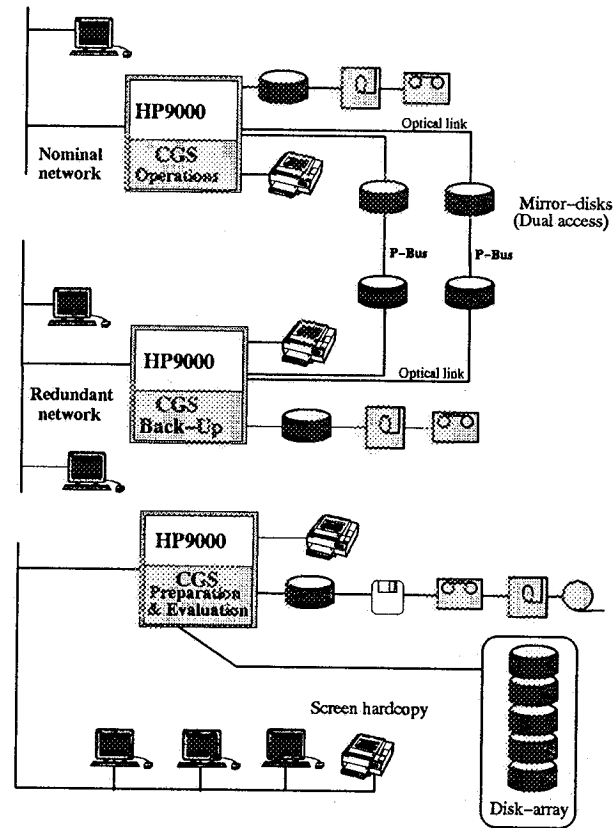 HP9000
Optical link
Nominal
network
CGS
Operations
Mirror-disks
(Dual access)
P-Bus
P-Bus
HP9000
Optical link
Redundant
network
CGS
Back-Up
HP9000
CGS
Preparation
& Evaluation
Screen hardcopy
Disk-array